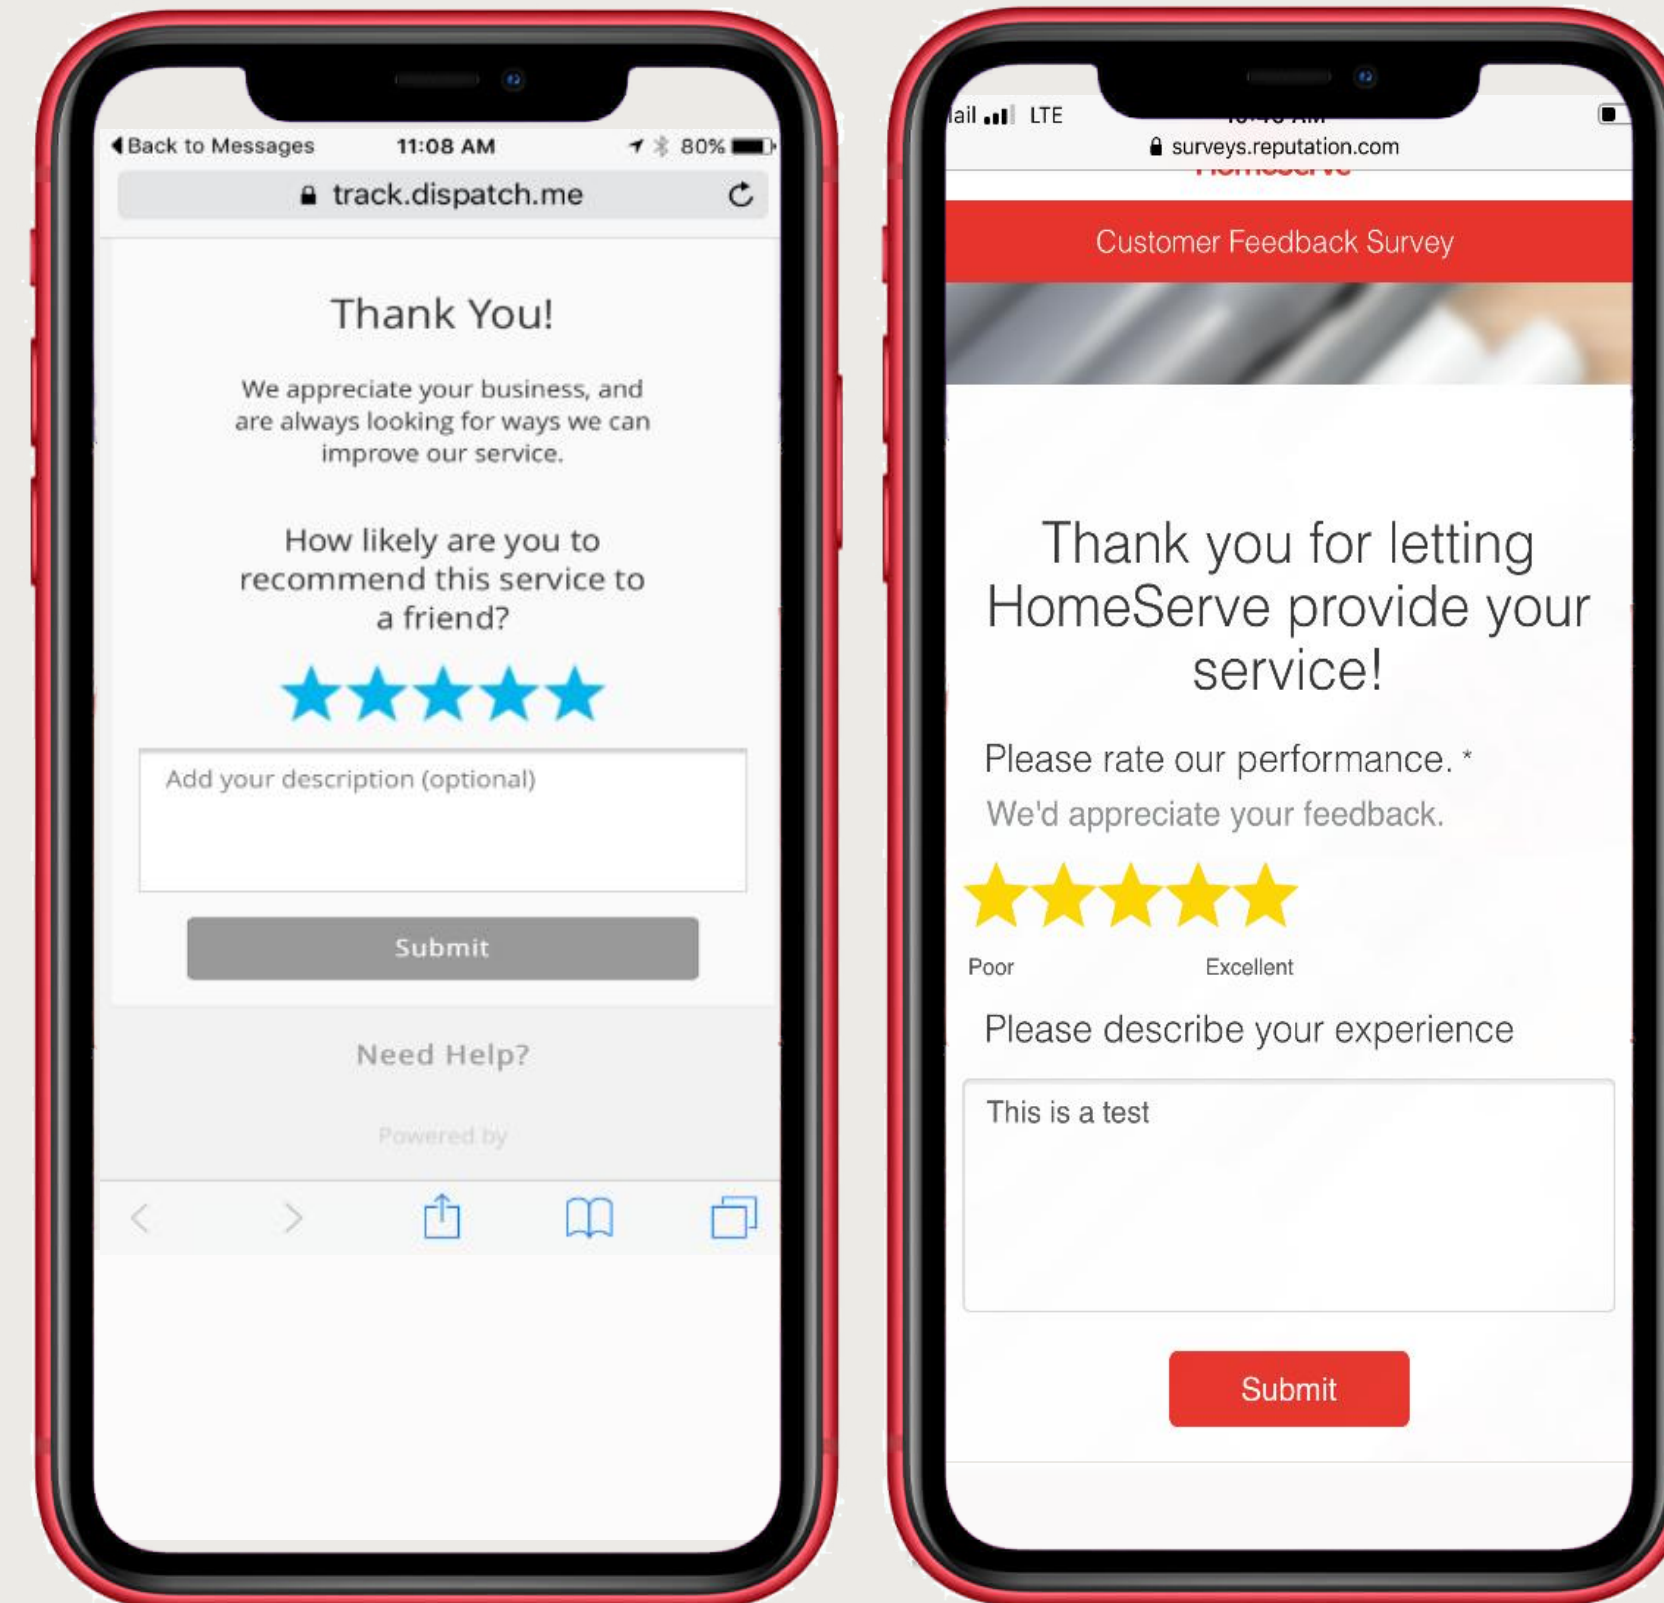 Back to Messages 11:08 AM 80%
track.dispatch.me
Thank You!
We appreciate your business, and
are always looking for ways we can
improve our service.
How likely are you to
recommend this service to
a friend?
Add your description (optional)
Submit
Need Help?
Powered by
ail LTE
surveys.reputation.com
HomeServe
Customer Feedback Survey
Thank you for letting
HomeServe provide your
service!
Please rate our performance. *
We'd appreciate your feedback.
Poor Excellent
Please describe your experience
This is a test
Submit